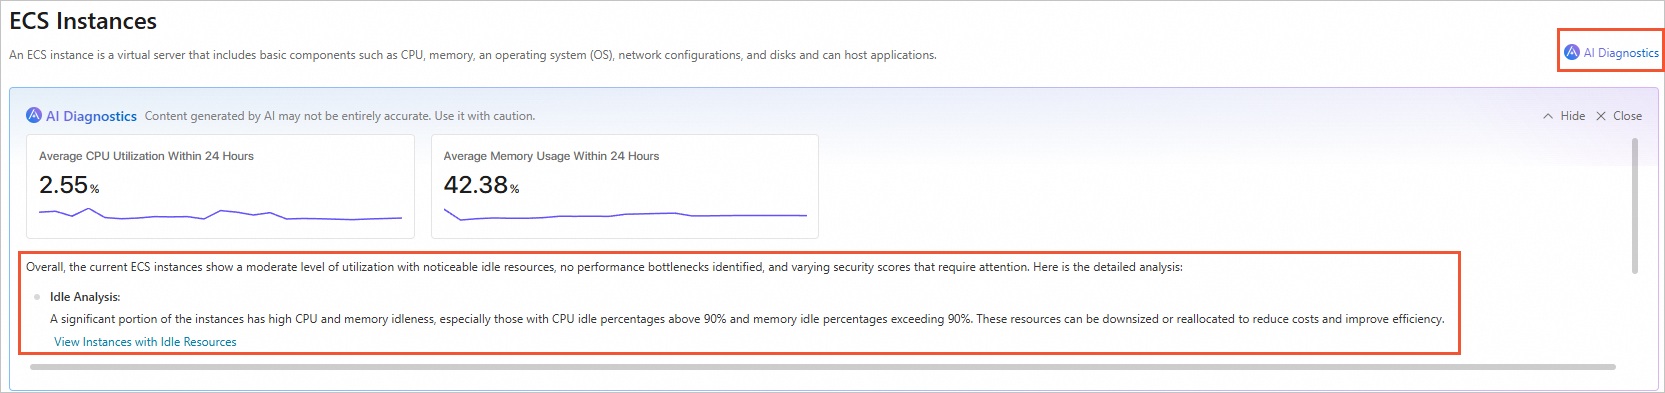 ECS Instances
An ECS instance is a virtual server that includes basic components such as CPU, memory, an operating system (OS), network configurations, and disks and can host applications.
AI Diagnostics
AI Diagnostics Content generated by AI may not be entirely accurate. Use it with caution.
Hide Close
Average CPU Utilization Within 24 Hours
2.55%
Average Memory Usage Within 24 Hours
42.38%
Overall, the current ECS instances show a moderate level of utilization with noticeable idle resources, no performance bottlenecks identified, and varying security scores that require attention. Here is the detailed analysis:
Idle Analysis:
A significant portion of the instances has high CPU and memory idleness, especially those with CPU idle percentages above 90% and memory idle percentages exceeding 90%. These resources can be downsized or reallocated to reduce costs and improve efficiency.
View Instances with Idle Resources